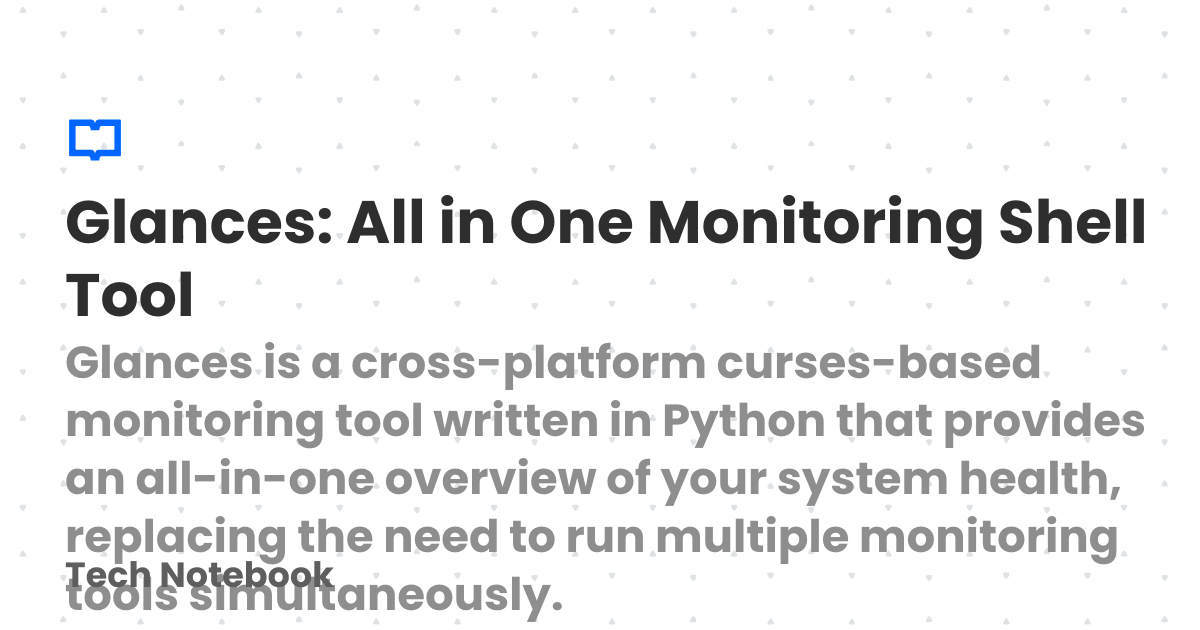 Glances: All in One Monitoring Shell
Tool
Glances is a cross-platform curses-based
monitoring tool written in Python that provides
an all-in-one overview of your system health,
replacing the need to run multiple monitoring
Tech Notebook
tools simultaneously.